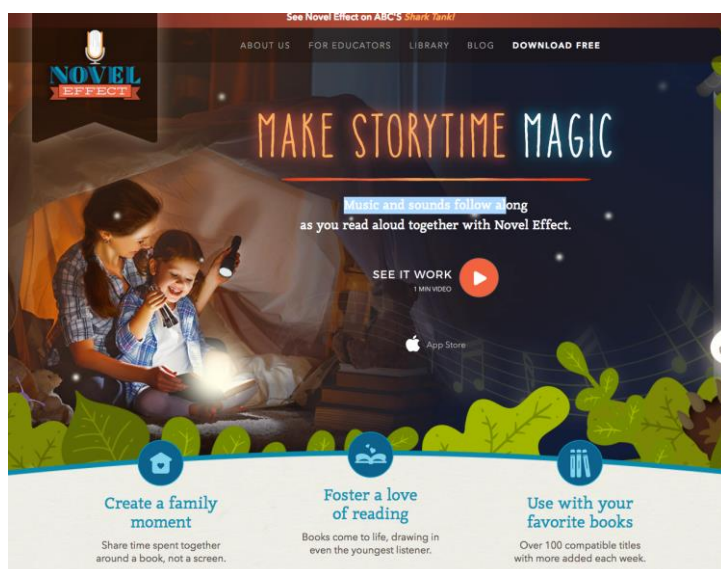 See Novel Effect on ABC'S Shark Tank!
ABOUT US FOR EDUCATORS LIBRARY BLOG DOWNLOAD FREE
NOVEL
EFFECT
MAKE STORYTIME MAGIC
Music and sounds follow along
as you read aloud together with Novel Effect.
SEE IT WORK
1 MIN VIDEO
App Store
Create a family
moment
Share time spent together
around a book, not a screen.
Foster a love
of reading
Books come to life, drawing in
even the youngest listener.
Use with your
favorite books
Over 100 compatible titles
with more added each week.